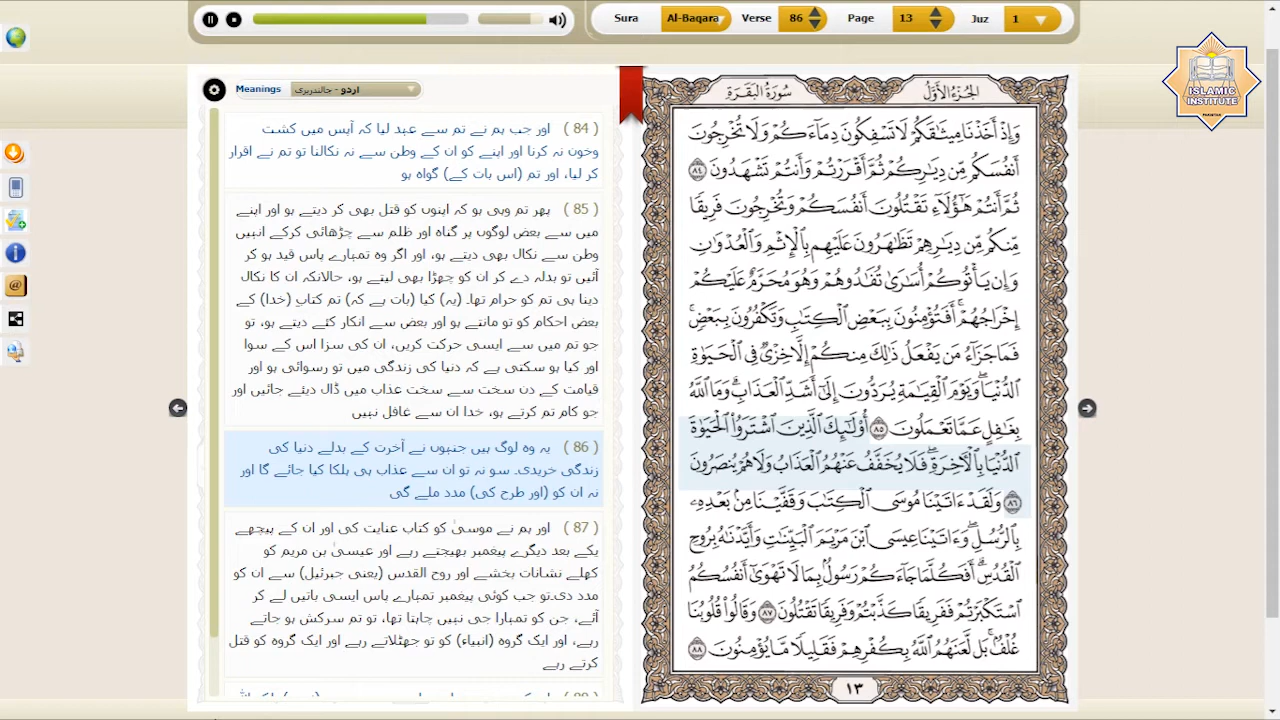 Sura Al-Baqara Verse 86 Page 13 Juz 1
ISLAMIC
INSTITUTE
Meanings اردو - جالندربرى
(84) اور جب ہم نے تم سے عہد لیا کہ آپس میں کشت
وخون نہ کرنا اور اپنے کو ان کے وطن سے نہ نکالنا تو تم نے اقرار
کر لیا، اور تم (اس بات کے) گواہ ہو
(85) پھر تم وہی ہو کہ اپنوں کو قتل بھی کر دیتے ہو اور اپنے
میں سے بعض لوگوں پر گناہ اور ظلم سے چڑھائی کرکے انہیں
وطن سے نکال بھی دیتے ہو، اور اگر وہ تمہارے پاس قید ہو کر
آئیں تو بدلہ دے کر ان کو چھڑا بھی لیتے ہو، حالانکہ ان کا نکال
دینا ہی تم کو حرام تھا۔ (یہ) کیا (بات ہے کہ) تم کتابِ (خدا) کے
بعض احکام کو تو مانتے ہو اور بعض سے انکار کئے دیتے ہو، تو
جو تم میں سے ایسی حرکت کریں، ان کی سزا اس کے سوا
اور کیا ہو سکتی ہے کہ دنیا کی زندگی میں تو رسوائی ہو اور
قیامت کے دن سخت سے سخت عذاب میں ڈال دیئے جائیں اور
جو کام تم کرتے ہو، خدا ان سے غافل نہیں
(86) یہ وہ لوگ ہیں جنہوں نے آخرت کے بدلے دنیا کی
زندگی خریدی۔ سو نہ تو ان سے عذاب ہی ہلکا کیا جائے گا اور
نہ ان کو (اور طرح کی) مدد ملے گی
(87) اور ہم نے موسیٰ کو کتاب عنایت کی اور ان کے پیچھے
یکے بعد دیگرے پیغمبر بھیجتے رہے اور عیسیٰ بن مریم کو
کھلے نشانات بخشے اور روح القدس (یعنی جبرئیل) سے ان کو
مدد دی۔تو جب کوئی پیغمبر تمہارے پاس ایسی باتیں لے کر
آئے، جن کو تمہارا جی نہیں چاہتا تھا، تو تم سرکش ہو جاتے
رہے، اور ایک گروہ (انبیاء) کو تو جھٹلاتے رہے اور ایک گروہ کو قتل
کرتے رہے
الجُزءُ الأَوَّلُ سُورَةُ البَقَرَةِ
وَإِذْ أَخَذْنَا مِيثَٰقَكُمْ لَا تَسْفِكُونَ دِمَآءَكُمْ وَلَا تُخْرِجُونَ
أَنفُسَكُم مِّن دِيَٰرِكُمْ ثُمَّ أَقْرَرْتُمْ وَأَنتُمْ تَشْهَدُونَ ٨٤
ثُمَّ أَنتُمْ هَٰٓؤُلَآءِ تَقْتُلُونَ أَنفُسَكُمْ وَتُخْرِجُونَ فَرِيقًا
مِّنكُم مِّن دِيَٰرِهِمْ تَظَٰهَرُونَ عَلَيْهِم بِٱلْإِثْمِ وَٱلْعُدْوَٰنِ
وَإِن يَأْتُوكُمْ أُسَٰرَىٰ تُفَٰدُوهُمْ وَهُوَ مُحَرَّمٌ عَلَيْكُمْ
إِخْرَاجُهُمْ ۚ أَفَتُؤْمِنُونَ بِبَعْضِ ٱلْكِتَٰبِ وَتَكْفُرُونَ بِبَعْضٍ ۚ
فَمَا جَزَآءُ مَن يَفْعَلُ ذَٰلِكَ مِنكُمْ إِلَّا خِزْىٌ فِى ٱلْحَيَوٰةِ
ٱلدُّنْيَا ۖ وَيَوْمَ ٱلْقِيَٰمَةِ يُرَدُّونَ إِلَىٰٓ أَشَدِّ ٱلْعَذَابِ ۗ وَمَا ٱللَّهُ
بِغَٰفِلٍ عَمَّا تَعْمَلُونَ ٨٥ أُو۟لَٰٓئِكَ ٱلَّذِينَ ٱشْتَرَوُا۟ ٱلْحَيَوٰةَ
ٱلدُّنْيَا بِٱلْءَاخِرَةِ ۖ فَلَا يُخَفَّفُ عَنْهُمُ ٱلْعَذَابُ وَلَا هُمْ يُنصَرُونَ
٨٦ وَلَقَدْ ءَاتَيْنَا مُوسَى ٱلْكِتَٰبَ وَقَفَّيْنَا مِنۢ بَعْدِهِۦ
بِٱلرُّسُلِ ۖ وَءَاتَيْنَا عِيسَى ٱبْنَ مَرْيَمَ ٱلْبَيِّنَٰتِ وَأَيَّدْنَٰهُ بِرُوحِ
ٱلْقُدُسِ ۗ أَفَكُلَّمَا جَآءَكُمْ رَسُولٌۢ بِمَا لَا تَهْوَىٰٓ أَنفُسُكُمُ
ٱسْتَكْبَرْتُمْ فَفَرِيقًا كَذَّبْتُمْ وَفَرِيقًا تَقْتُلُونَ ٨٧ وَقَالُوا۟ قُلُوبُنَا
غُلْفٌۢ ۚ بَل لَّعَنَهُمُ ٱللَّهُ بِكُفْرِهِمْ فَقَلِيلًا مَّا يُؤْمِنُونَ ٨٨
١٣